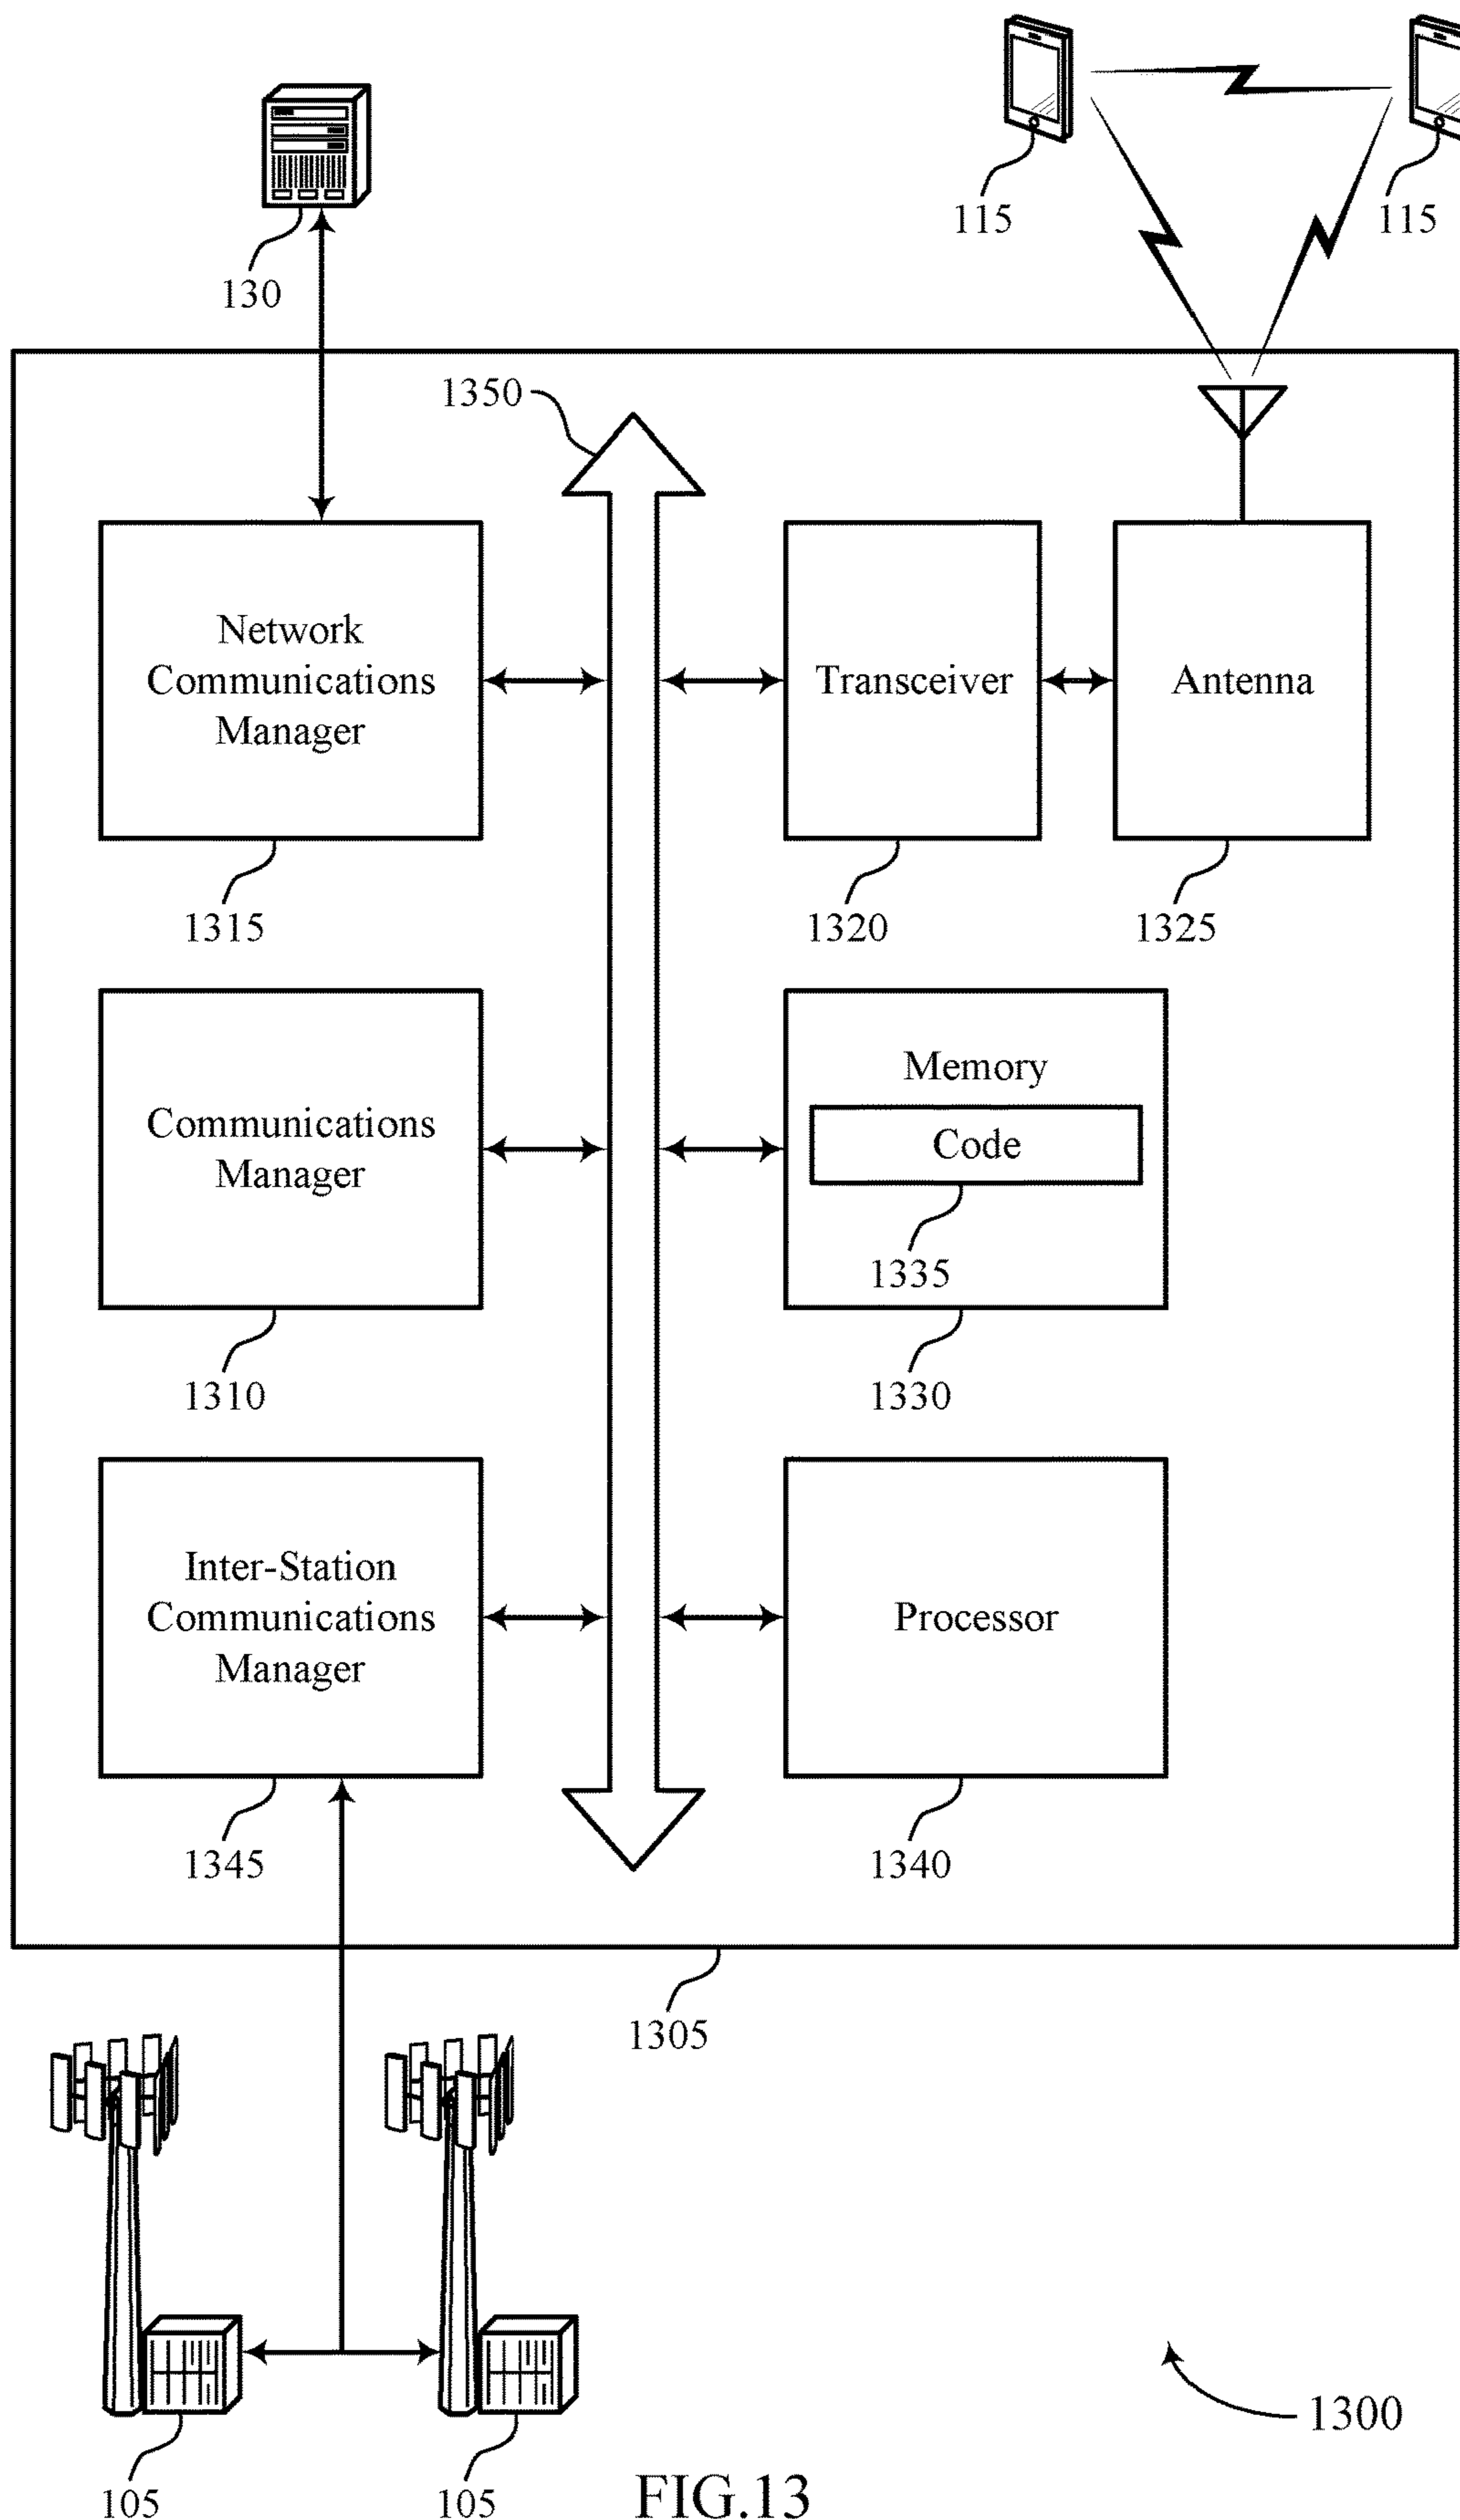 115
115
130
1350
Network
Communications
Manager
Transceiver
Antenna
1315
1320
1325
Communications
Manager
Memory
Code
1335
1310
1330
Inter-Station
Communications
Manager
Processor
1345
1340
1305
1300
105
105
FIG.13